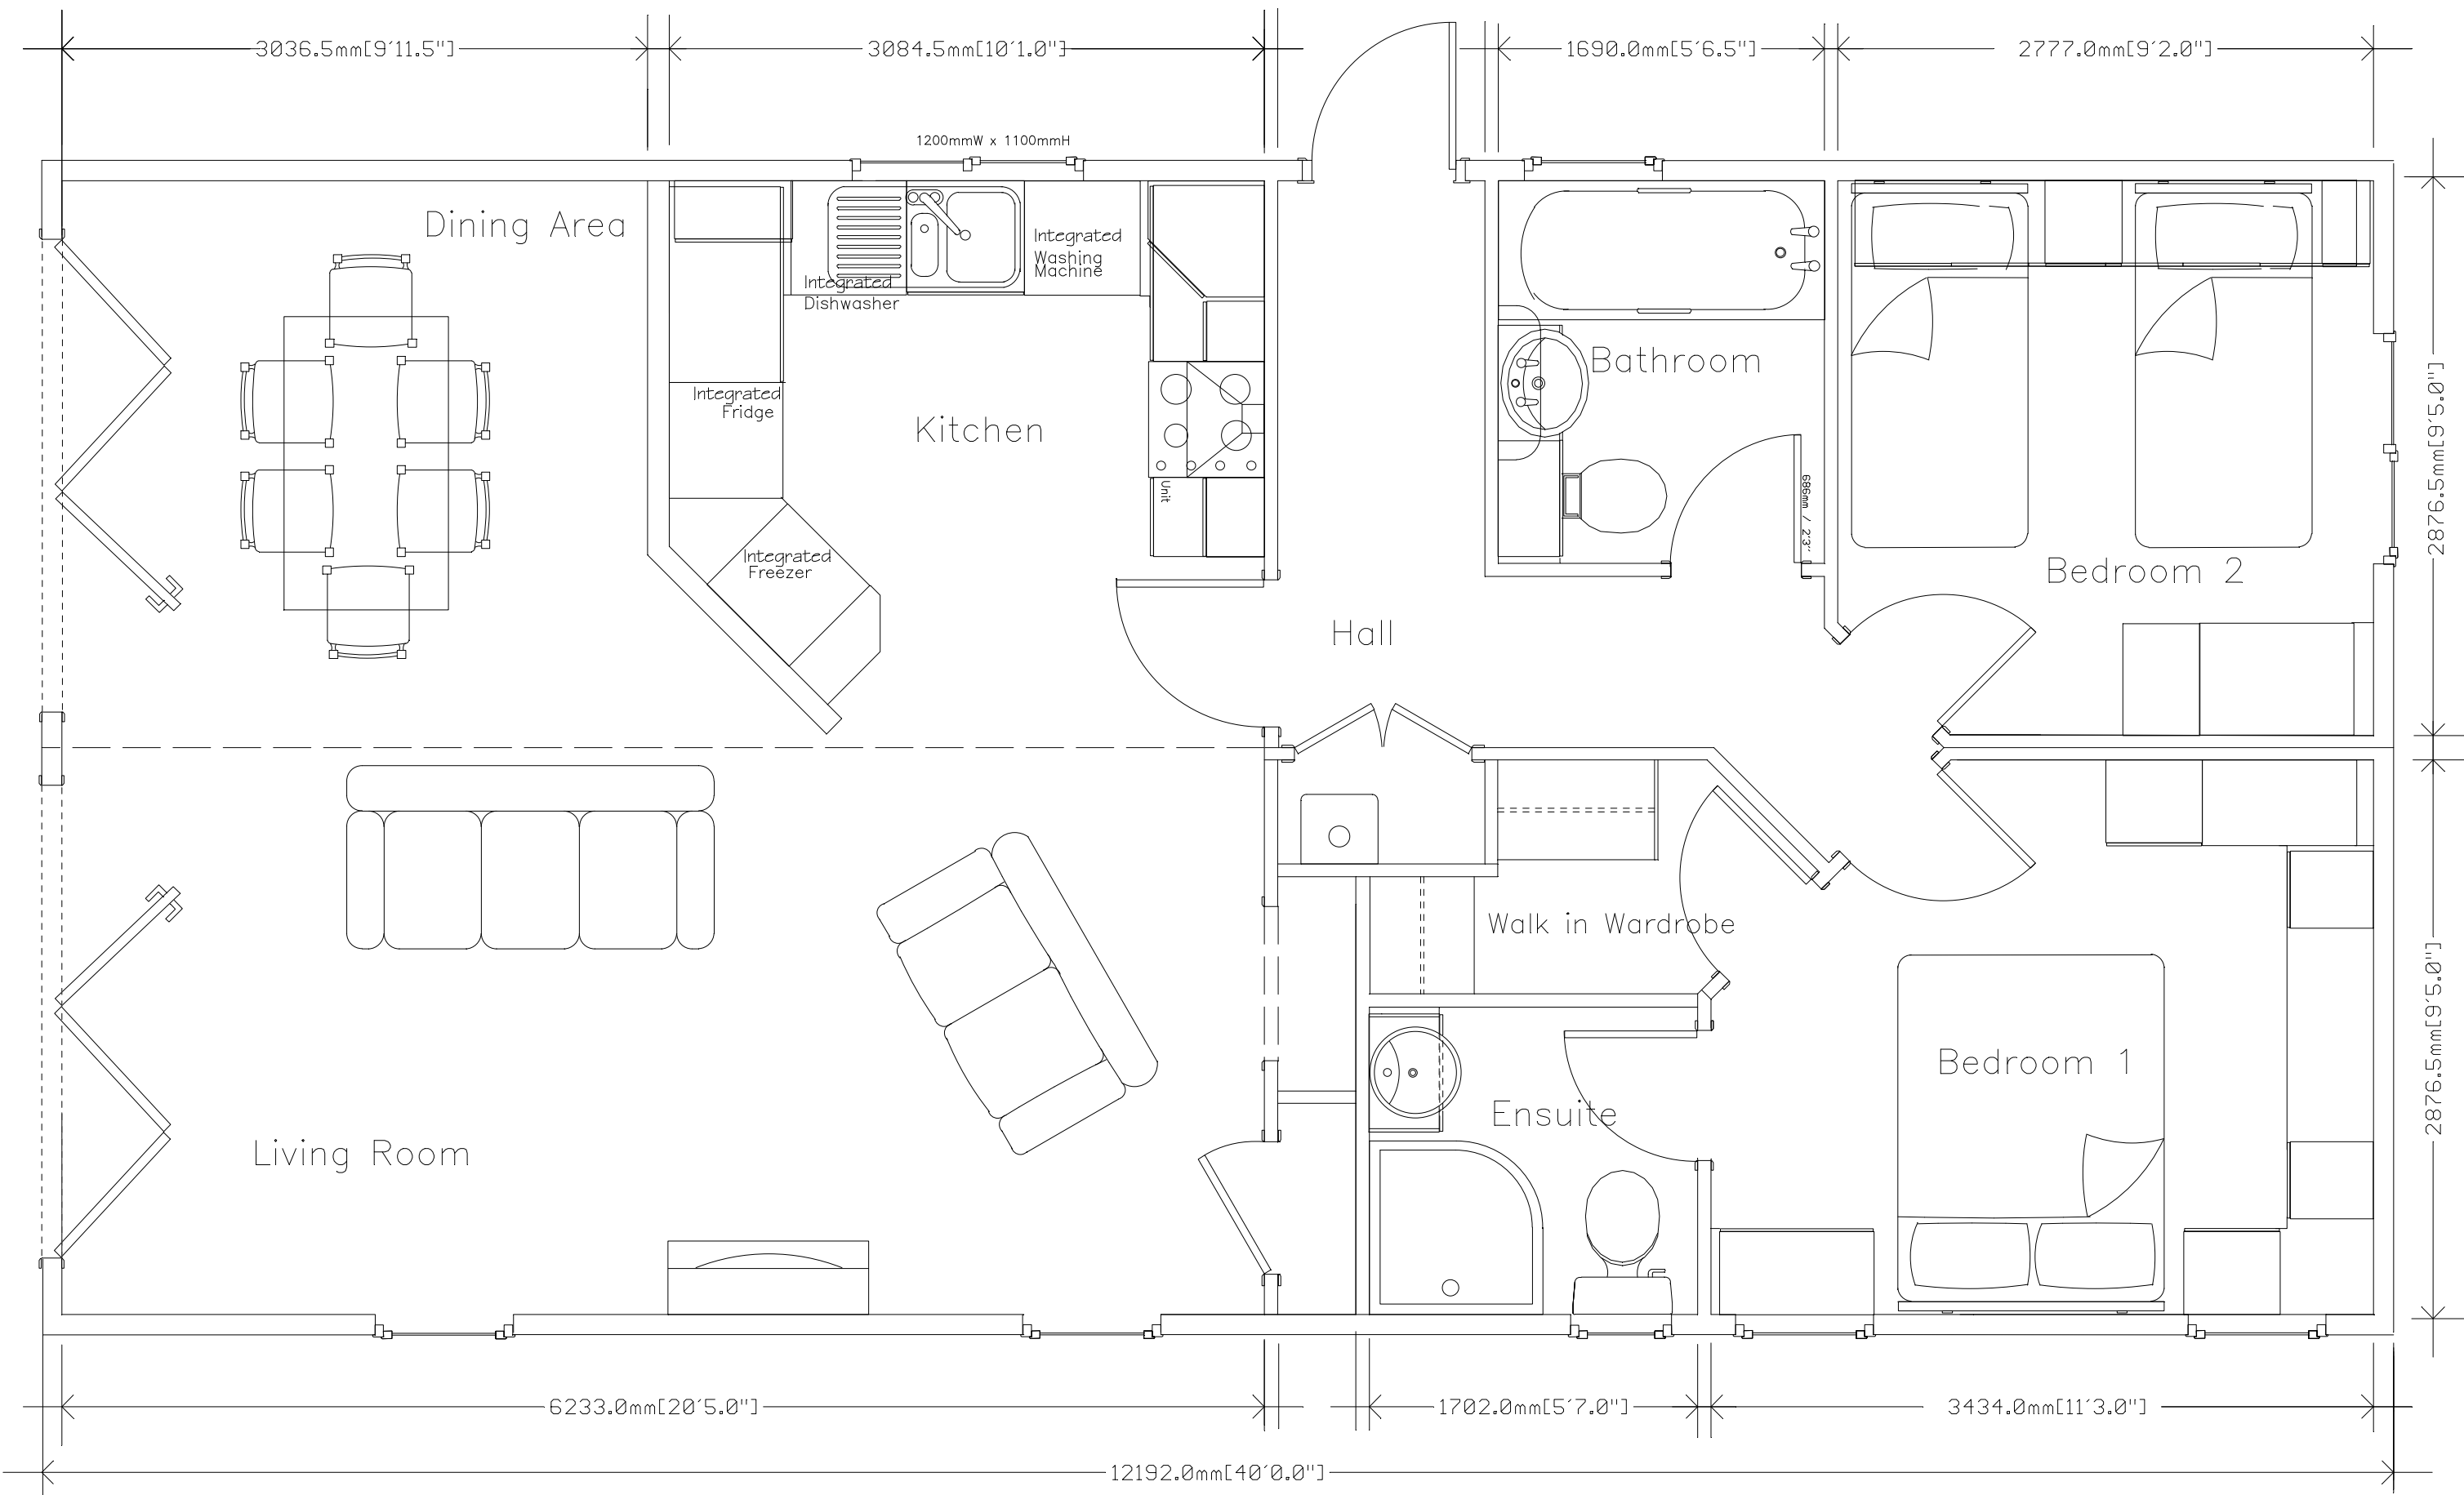 3036.5mm[9´11.5"]
3084.5mm[10´1.0"]
1690.0mm[5´6.5"]
2777.0mm[9´2.0"]
1200mmW x 1100mmH
Dining Area
Integrated
Washing
Machine
Integrated
Dishwasher
Bathroom
Integrated
Fridge
Kitchen
2876.5mm[9´5.0"]
Unit
686mm / 2'3''
Integrated
Freezer
Bedroom 2
Hall
Walk in Wardrobe
Bedroom 1
2876.5mm[9´5.0"]
Ensuite
Living Room
6233.0mm[20´5.0"]
1702.0mm[5´7.0"]
3434.0mm[11´3.0"]
12192.0mm[40´0.0"]